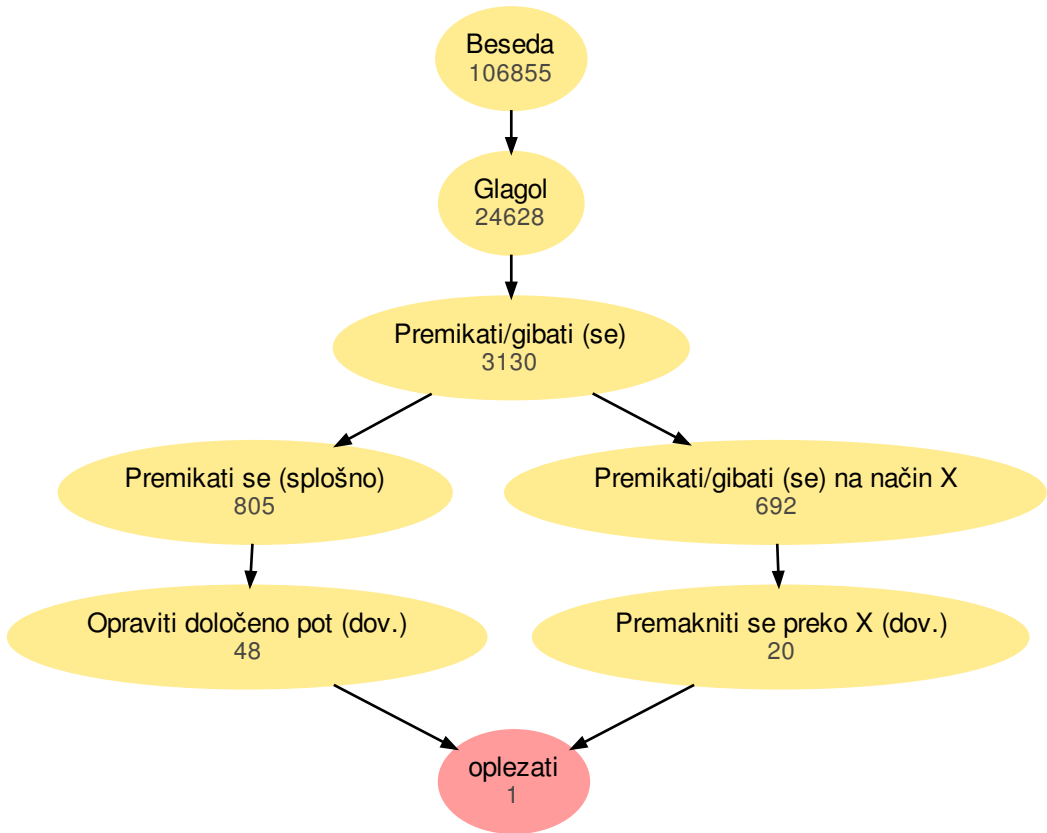 Beseda
106855
Glagol
24628
Premikati/gibati (se)
3130
Premikati se (splošno)
805
Premikati/gibati (se) na način X
692
Opraviti določeno pot (dov.)
48
Premakniti se preko X (dov.)
20
oplezati
1